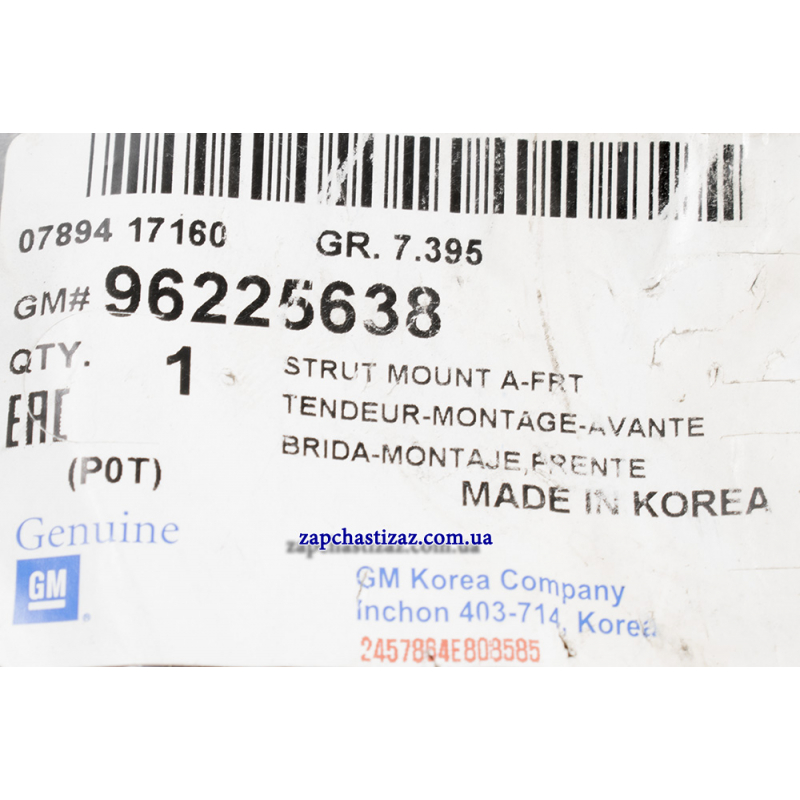 07894 17160 GR. 7.395
GM# 96225638
QTY. 1
STRUT MOUNT A-FRT
TENDEUR-MONTAGE-AVANTE
BRIDA-MONTAJE,FRENTE
EAC
(P0T)
MADE IN KOREA
Genuine
zapchastizaz.com.ua
GM
GM Korea Company
Inchon 403-714, Korea
2457864E808585